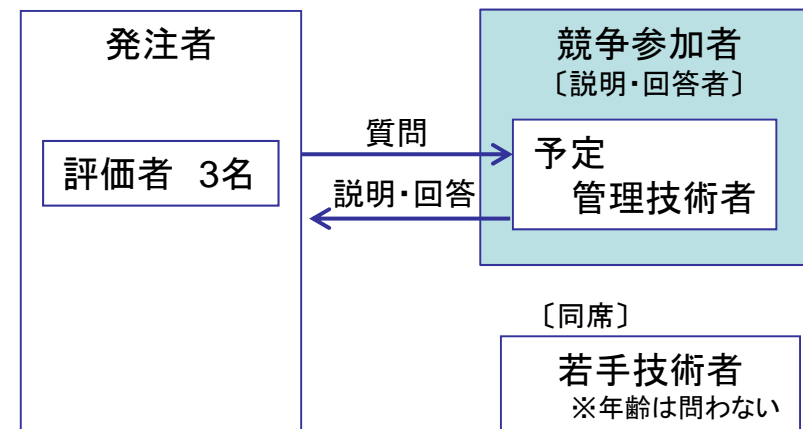 発注者
評価者 3名
質問
説明・回答
競争参加者
〔説明・回答者〕
予定
管理技術者
〔同席〕
若手技術者
※年齢は問わない